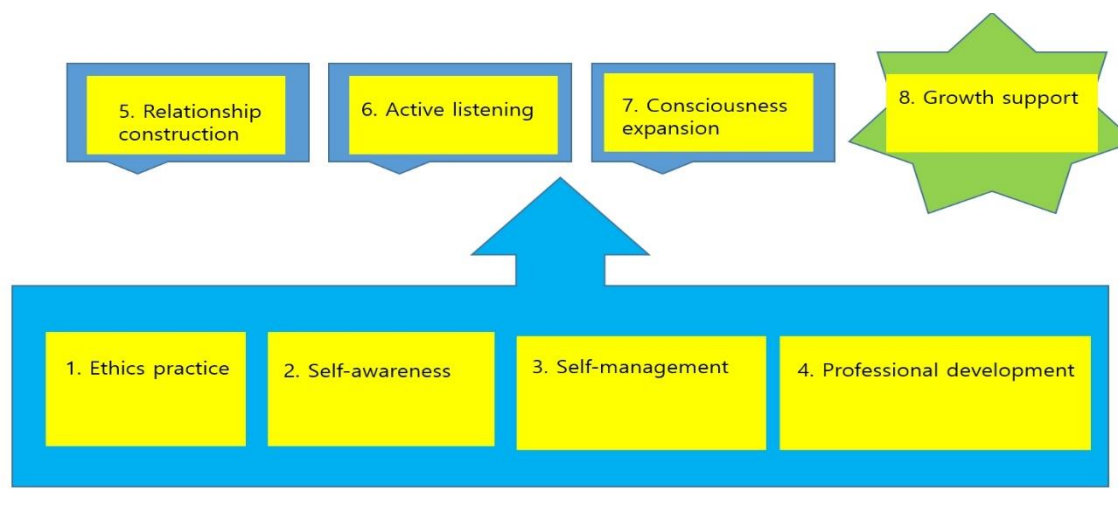 5. Relationship
construction
6. Active listening
7. Consciousness
expansion
8. Growth support
1. Ethics practice
2. Self-awareness
3. Self-management
4. Professional development